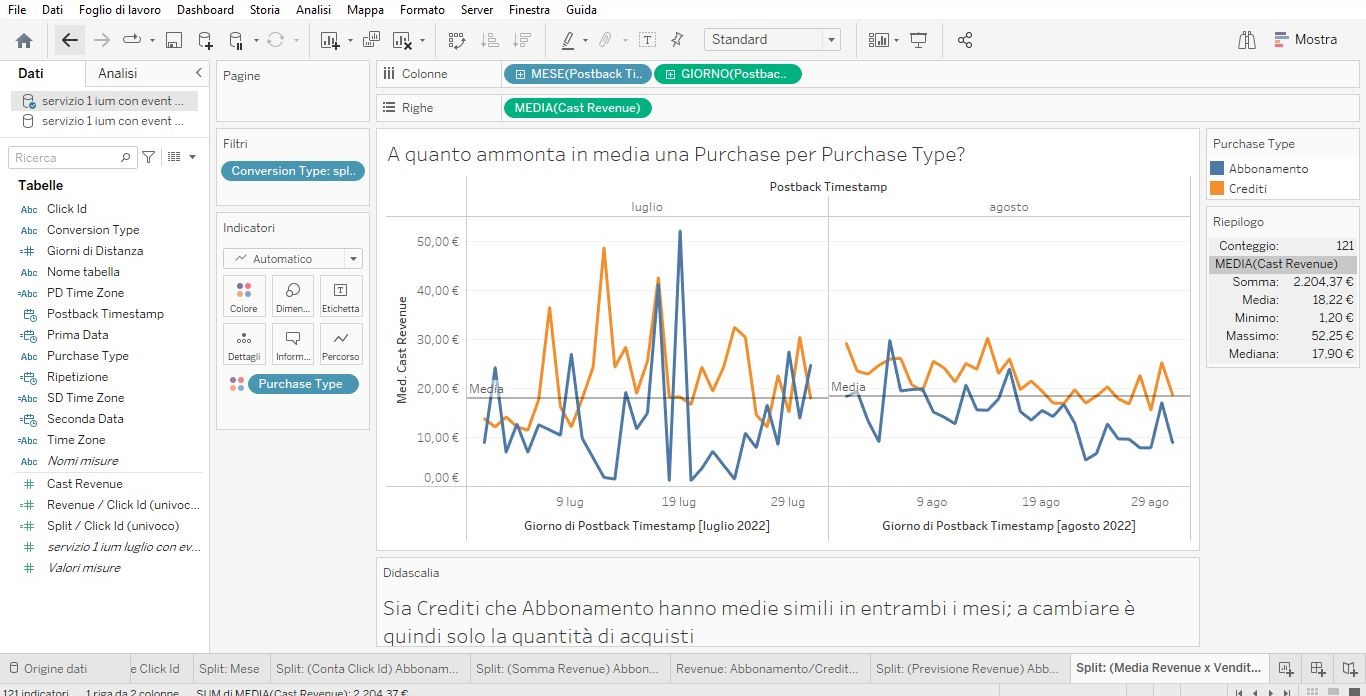 File Dati Foglio di lavoro Dashboard Storia Analisi Mappa Formato Server Finestra Guida
Standard
Mostra
Dati Analisi
servizio 1 ium con event ...
servizio 1 ium con event ...
Ricerca
Tabelle
Abc Click Id
Abc Conversion Type
=# Giorni di Distanza
Abc Nome tabella
=Abc PD Time Zone
Postback Timestamp
Prima Data
Abc Purchase Type
Ripetizione
=Abc SD Time Zone
Seconda Data
=Abc Time Zone
Abc Nomi misure
# Cast Revenue
=# Revenue / Click Id (univoc...
=# Split / Click Id (univoco)
# servizio 1 ium luglio con ev...
# Valori misure
Pagine
Filtri
Conversion Type: spl..
Indicatori
Automatico
Colore Dimen... Etichetta
Dettagli Inform... Percorso
Purchase Type
Colonne
MESE(Postback Ti..
GIORNO(Postbac..
Righe
MEDIA(Cast Revenue)
A quanto ammonta in media una Purchase per Purchase Type?
Postback Timestamp
luglio agosto
Med. Cast Revenue
50,00 €
40,00 €
30,00 €
20,00 €
10,00 €
0,00 €
Media
Media
9 lug 19 lug 29 lug 9 ago 19 ago 29 ago
Giorno di Postback Timestamp [luglio 2022] Giorno di Postback Timestamp [agosto 2022]
Didascalia
Sia Crediti che Abbonamento hanno medie simili in entrambi i mesi; a cambiare è
quindi solo la quantità di acquisti
Purchase Type
Abbonamento
Crediti
Riepilogo
Conteggio: 121
MEDIA(Cast Revenue)
Somma: 2.204,37 €
Media: 18,22 €
Minimo: 1,20 €
Massimo: 52,25 €
Mediana: 17,90 €
Origine dati e Click Id Split: Mese Split: (Conta Click Id) Abbonam... Split: (Somma Revenue) Abbon... Revenue: Abbonamento/Credit... Split: (Previsione Revenue) Abb... Split: (Media Revenue x Vendit...
121 indicatori 1 riga da 2 colonne SUM di MEDIA(Cast Revenue): 2.204,37 €